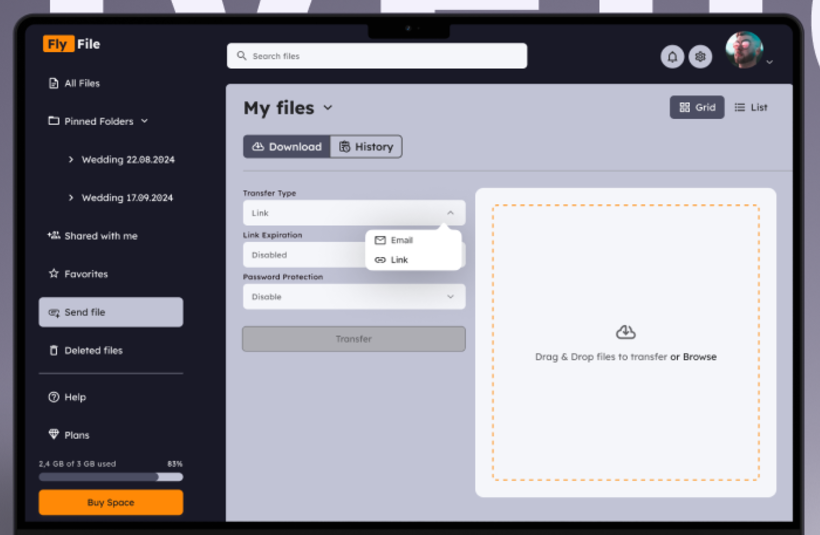 Fly File
Search files
All Files
Pinned Folders
Wedding 22.08.2024
Wedding 17.09.2024
Shared with me
Favorites
Send file
Deleted files
Help
Plans
2,4 GB of 3 GB used 83%
Buy Space
My files
Grid List
Download History
Transfer Type
Link
Email
Link
Link Expiration
Disabled
Password Protection
Disable
Transfer
Drag & Drop files to transfer or Browse